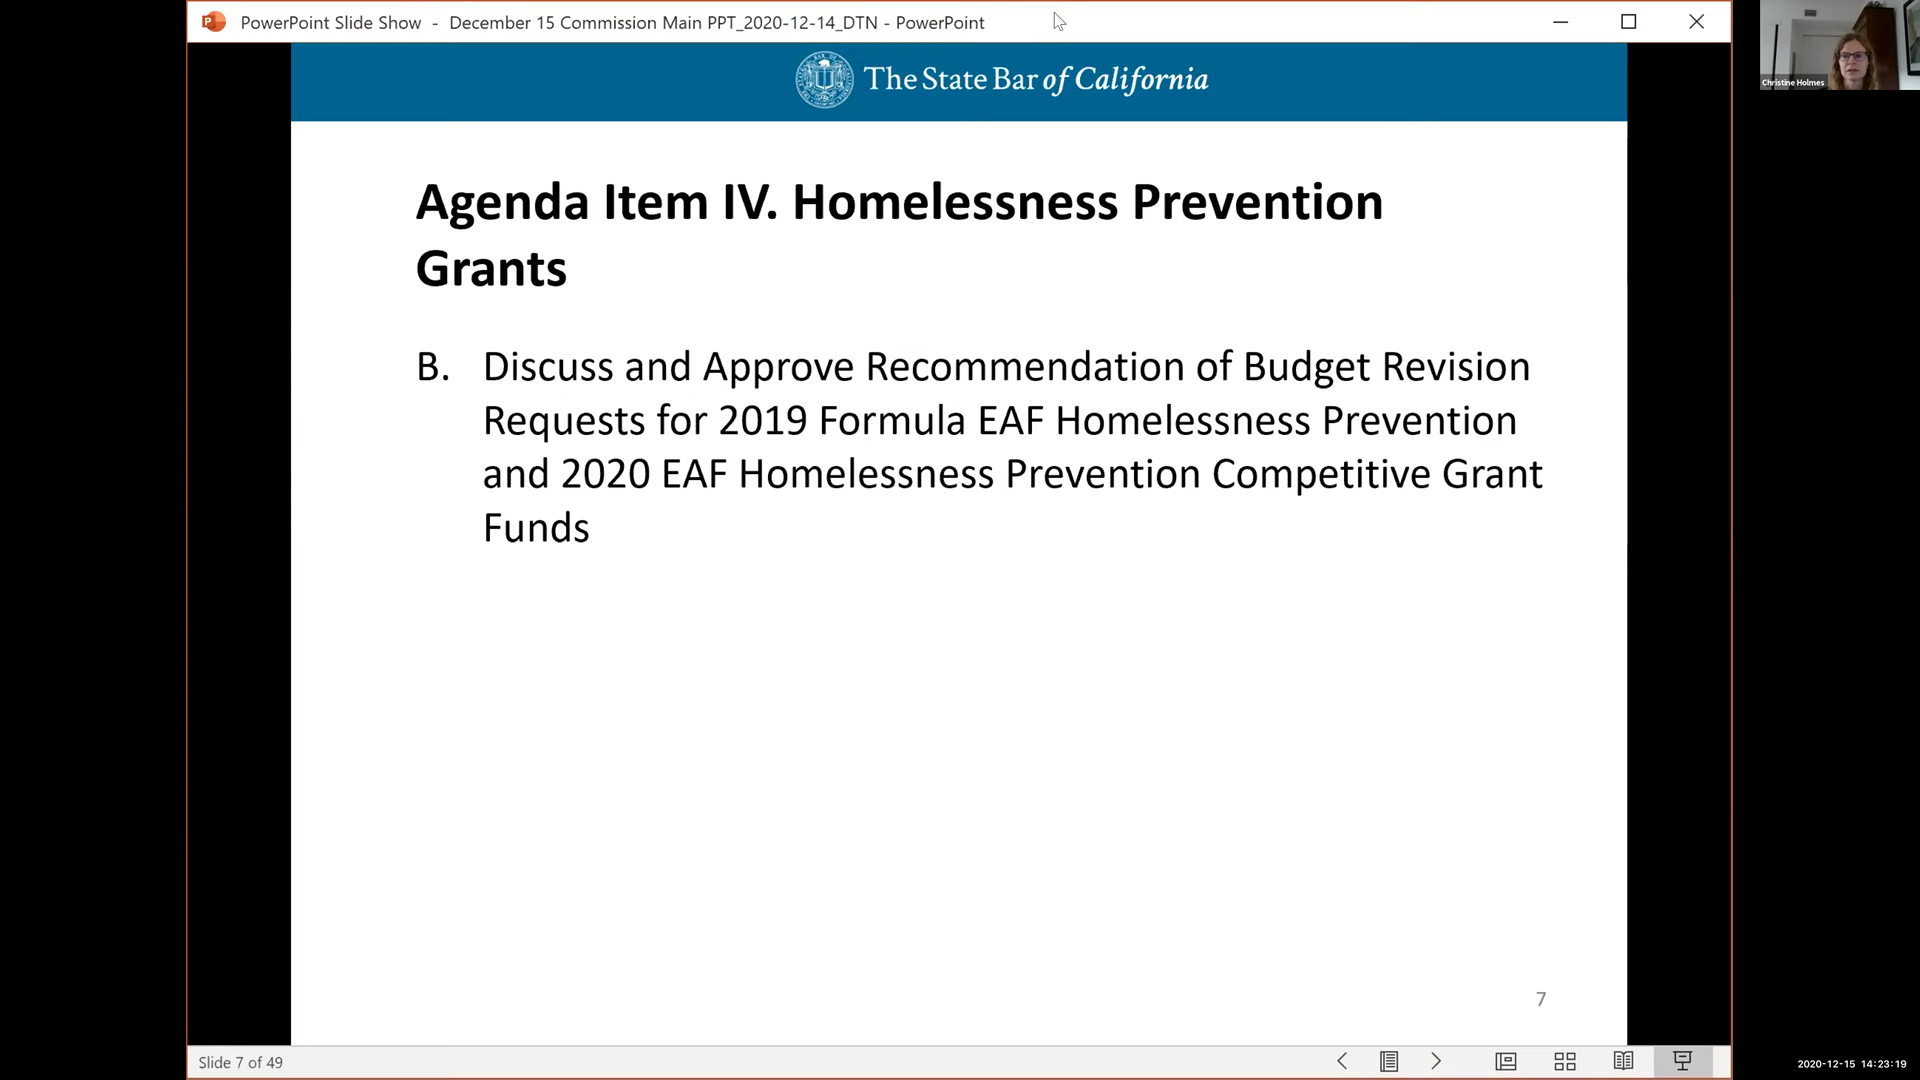 PowerPoint Slide Show - December 15 Commission Main PPT_2020-12-14_DTN - PowerPoint
Christine Holmes
The State Bar of California
Agenda Item IV. Homelessness Prevention
Grants
B. Discuss and Approve Recommendation of Budget Revision
Requests for 2019 Formula EAF Homelessness Prevention
and 2020 EAF Homelessness Prevention Competitive Grant
Funds
7
Slide 7 of 49
2020-12-15 14:23:19